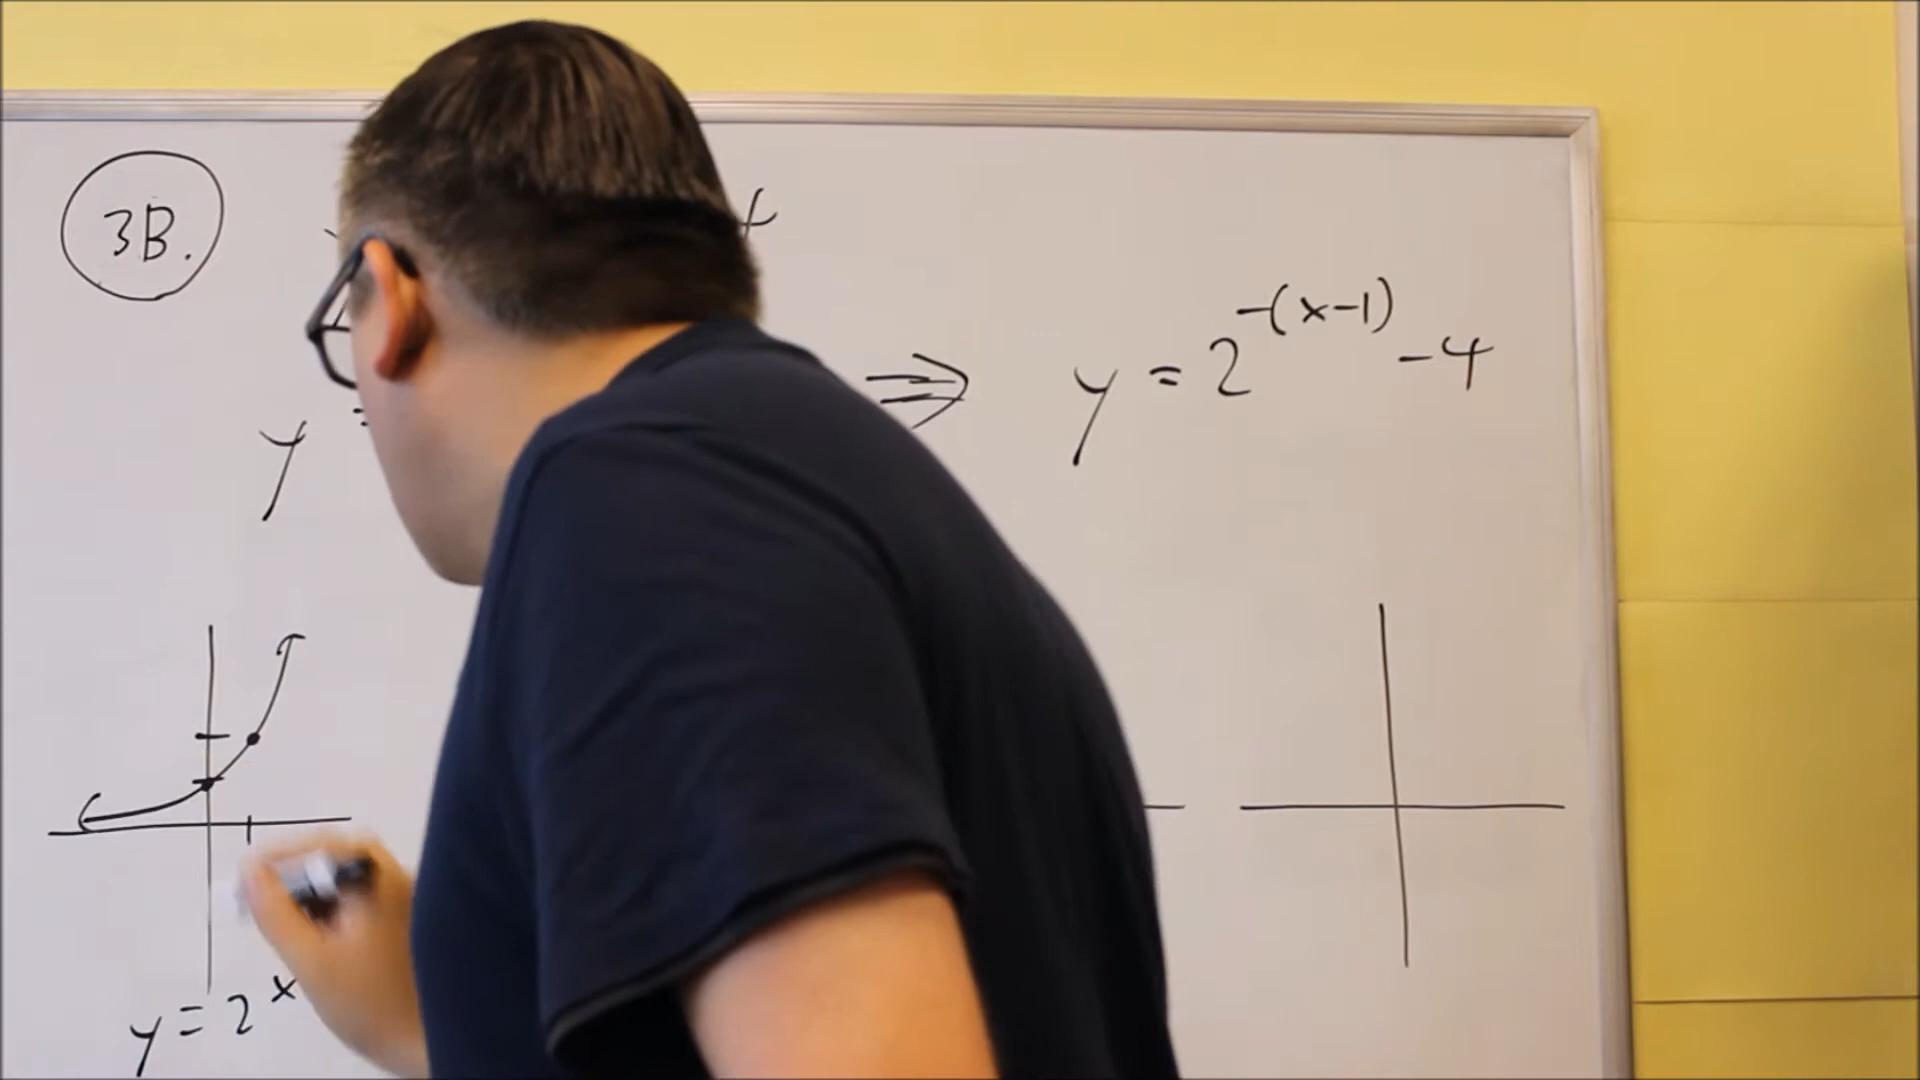 3B.
⇒ y = 2^{-(x-1)} - 4
y =
y = 2^x